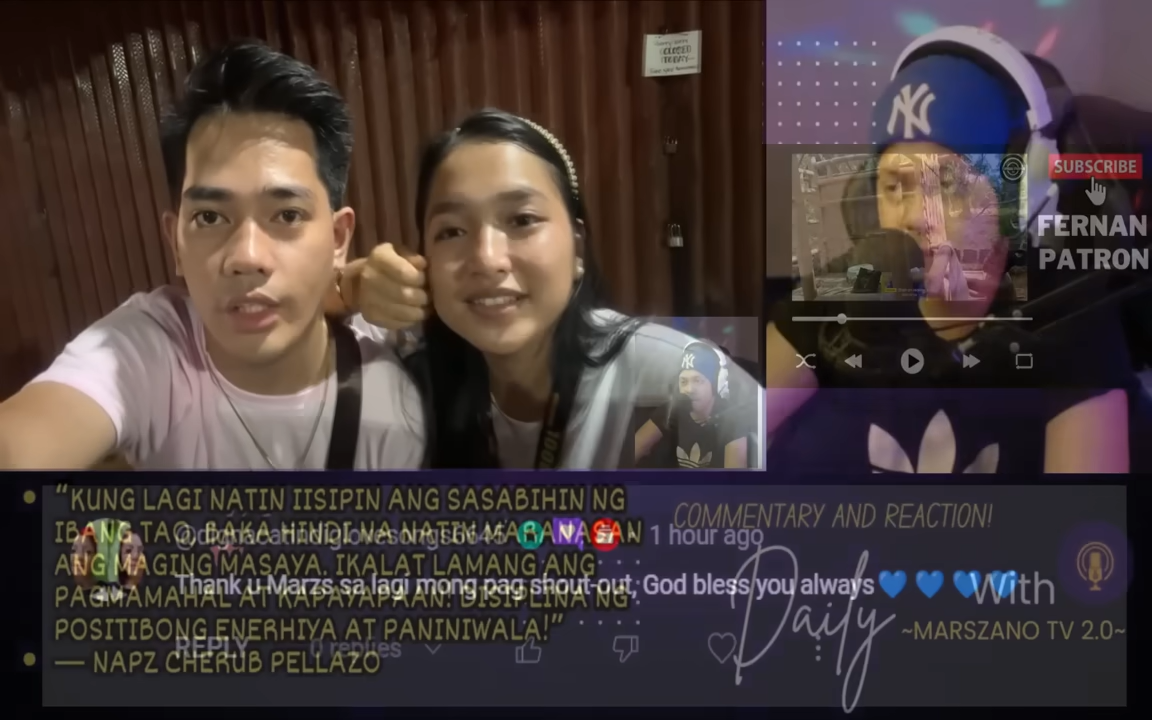 CLOSED
SUBSCRIBE
FERNAN
PATRON
• “KUNG LAGI NATIN IISIPIN ANG SASABIHIN NG
IBANG TAO, BAKA HINDI NA NATIN MARANASAN
ANG MAGING MASAYA. IKALAT LAMANG ANG
PAGMAMAHAL AT KAPAYAPAAN! DISIPLINA NG
POSITIBONG ENERHIYA AT PANINIWALA!”
• — NAPZ CHERUB PELLAZO
1 hour ago
Thank u Marzs sa lagi mong pag shout-out, God bless you always💙💙💙💙
REPLY 0 replies
COMMENTARY AND REACTION!
Daily
With
~MARSZANO TV 2.0~